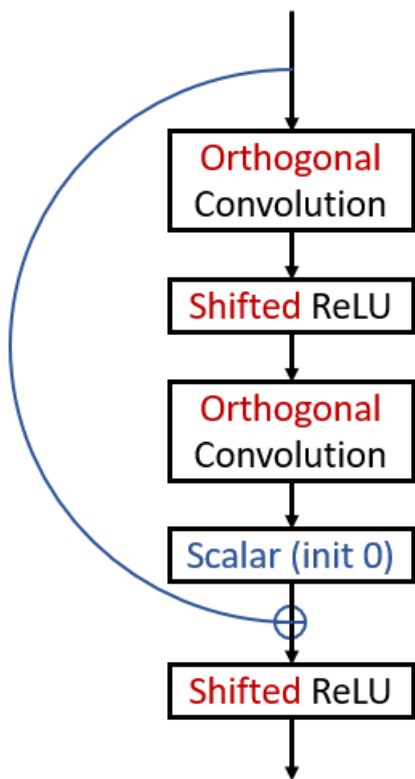 Orthogonal
Convolution
Shifted ReLU
Orthogonal
Convolution
Scalar (init 0)
Shifted ReLU